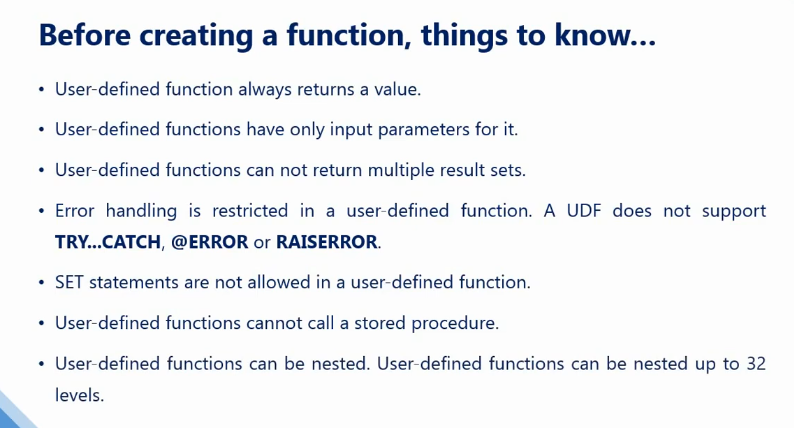 Before creating a function, things to know...
• User-defined function always returns a value.
• User-defined functions have only input parameters for it.
• User-defined functions can not return multiple result sets.
• Error handling is restricted in a user-defined function. A UDF does not support
TRY...CATCH, @ERROR or RAISERROR.
• SET statements are not allowed in a user-defined function.
• User-defined functions cannot call a stored procedure.
• User-defined functions can be nested. User-defined functions can be nested up to 32
levels.